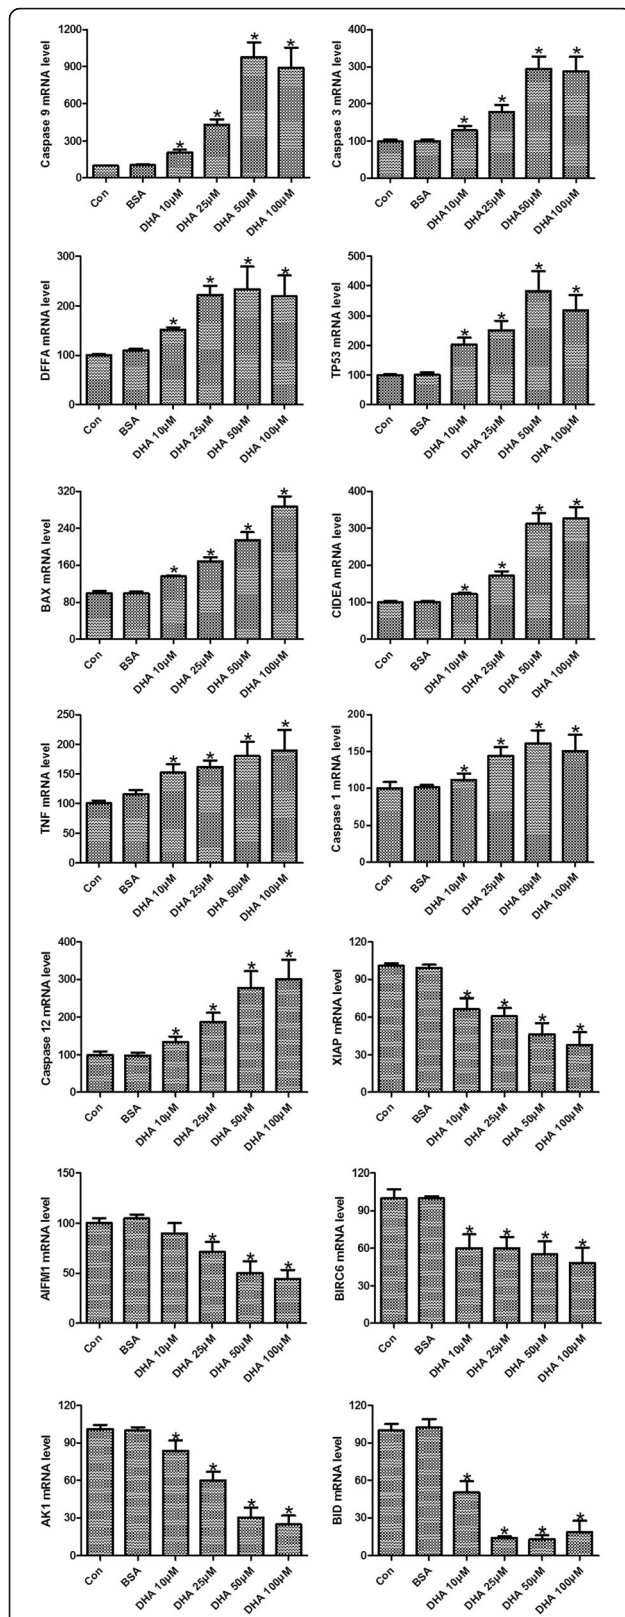 Caspase 9 mRNA level
1200
900
600
300
0
Con
BSA
DHA 10μM
DHA 25μM
DHA 50μM
DHA 100μM
*
*
*
*
Caspase 3 mRNA level
400
300
200
100
0
Con
BSA
DHA10μM
DHA 25μM
DHA50μM
DHA 100μM
*
*
*
*
DFFA mRNA level
300
200
100
0
Con
BSA
DHA 10μM
DHA 25μM
DHA 50μM
DHA 100μM
*
*
*
*
TP53 mRNA level
500
400
300
200
100
0
Con
BSA
DHA 10μM
DHA 25μM
DHA 50μM
DHA 100μM
*
*
*
*
BAX mRNA level
320
240
160
80
0
Con
BSA
DHA 10μM
DHA 25μM
DHA 50μM
DHA 100μM
*
*
*
*
CIDEA mRNA level
400
300
200
100
0
Con
BSA
DHA 10μM
DHA 25μM
DHA 50μM
DHA 100μM
*
*
*
*
TNF mRNA level
250
200
150
100
50
0
Con
BSA
DHA 10μM
DHA 25μM
DHA 50μM
DHA 100μM
*
*
*
*
Caspase 1 mRNA level
200
150
100
50
0
Con
BSA
DHA 10μM
DHA 25μM
DHA 50μM
DHA 100μM
*
*
*
*
Caspase 12 mRNA level
400
300
200
100
0
Con
BSA
DHA 10μM
DHA 25μM
DHA 50μM
DHA 100μM
*
*
*
*
XIAP mRNA level
120
90
60
30
0
Con
BSA
DHA 10μM
DHA 25μM
DHA 50μM
DHA 100μM
*
*
*
*
AIFM1 mRNA level
150
100
50
0
Con
BSA
DHA 10μM
DHA 25μM
DHA 50μM
DHA 100μM
*
*
*
BIRC6 mRNA level
120
90
60
30
0
Con
BSA
DHA 10μM
DHA 25μM
DHA 50μM
DHA 100μM
*
*
*
*
AK1 mRNA level
120
90
60
30
0
Con
BSA
DHA 10μM
DHA 25μM
DHA 50μM
DHA 100μM
*
*
*
*
BID mRNA level
120
90
60
30
0
Con
BSA
DHA 10μM
DHA 25μM
DHA 50μM
DHA 100μM
*
*
*
*